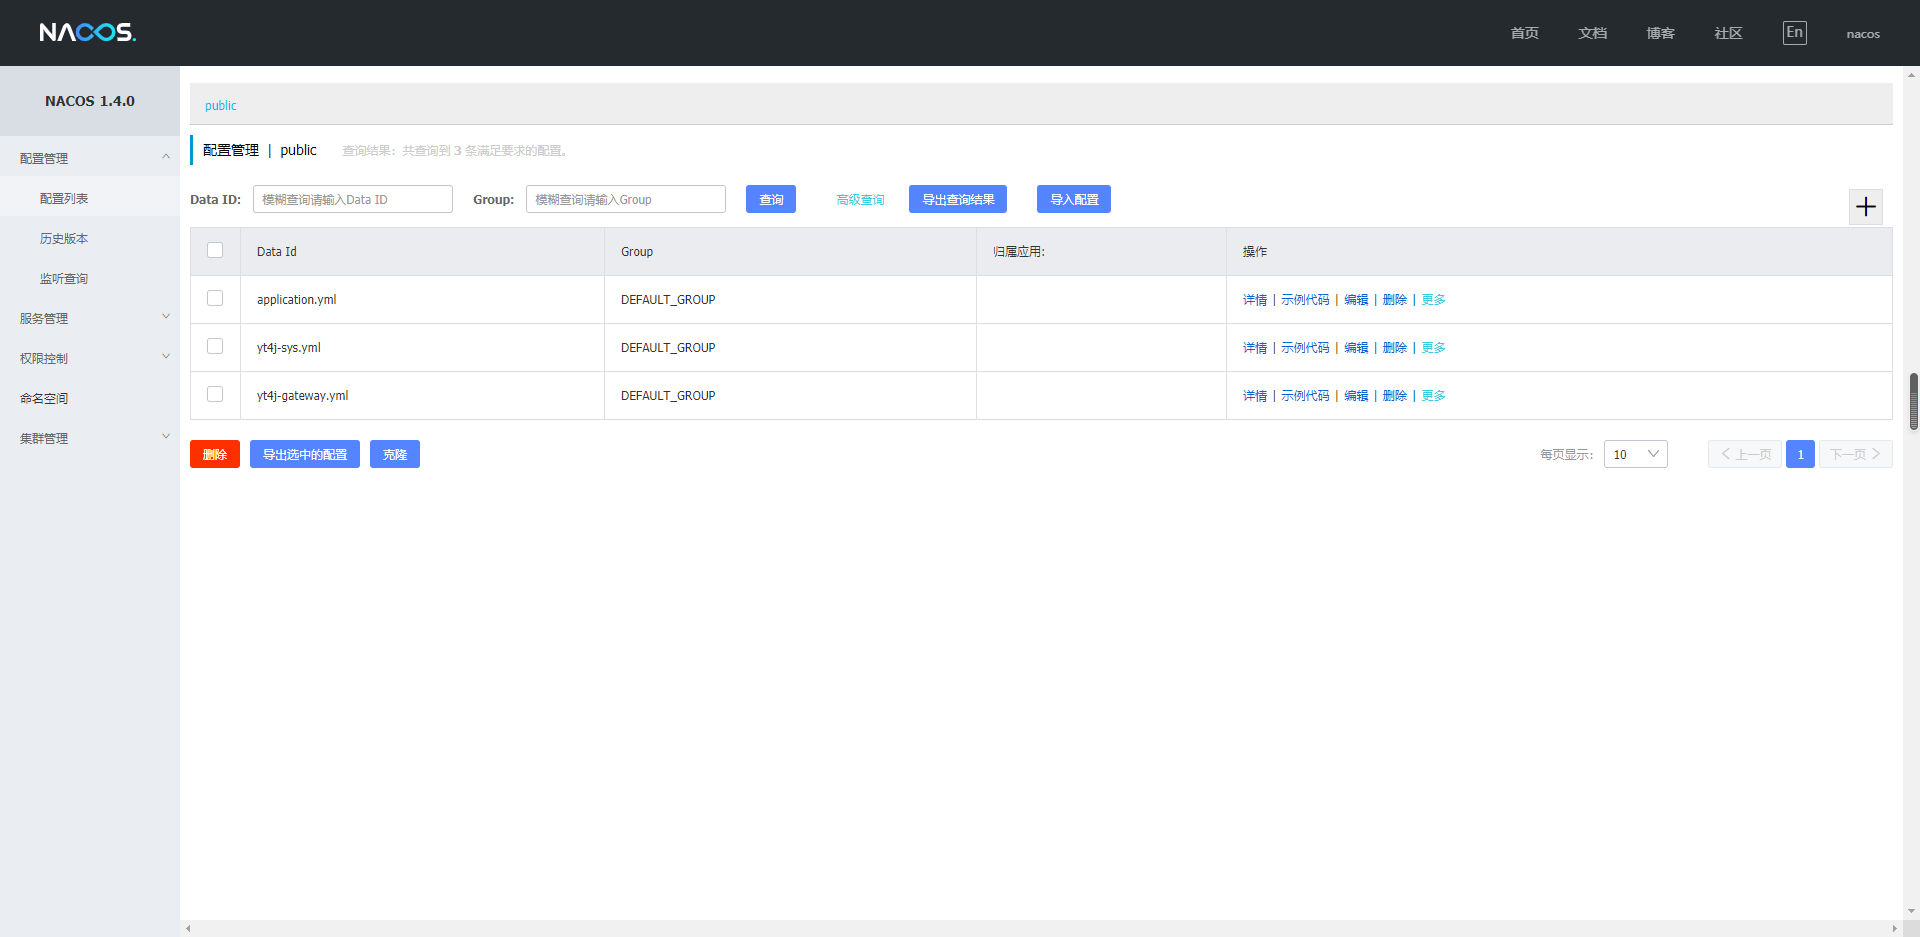 NACOS.
首页 文档 博客 社区 En nacos
NACOS 1.4.0
配置管理
配置列表
历史版本
监听查询
服务管理
权限控制
命名空间
集群管理
public
配置管理 | public 查询结果：共查询到 3 条满足要求的配置。
Data ID: 模糊查询请输入Data ID Group: 模糊查询请输入Group 查询 高级查询 导出查询结果 导入配置
Data Id Group 归属应用: 操作
application.yml DEFAULT_GROUP 详情 | 示例代码 | 编辑 | 删除 | 更多
yt4j-sys.yml DEFAULT_GROUP 详情 | 示例代码 | 编辑 | 删除 | 更多
yt4j-gateway.yml DEFAULT_GROUP 详情 | 示例代码 | 编辑 | 删除 | 更多
删除 导出选中的配置 克隆 每页显示: 10 上一页 1 下一页